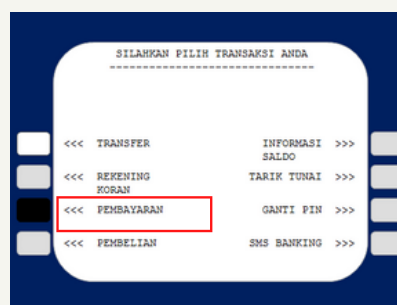 SILAHKAN PILIH TRANSAKSI ANDA
------------------------------
<<< TRANSFER INFORMASI SALDO >>>
<<< REKENING KORAN TARIK TUNAI >>>
<<< PEMBAYARAN GANTI PIN >>>
<<< PEMBELIAN SMS BANKING >>>